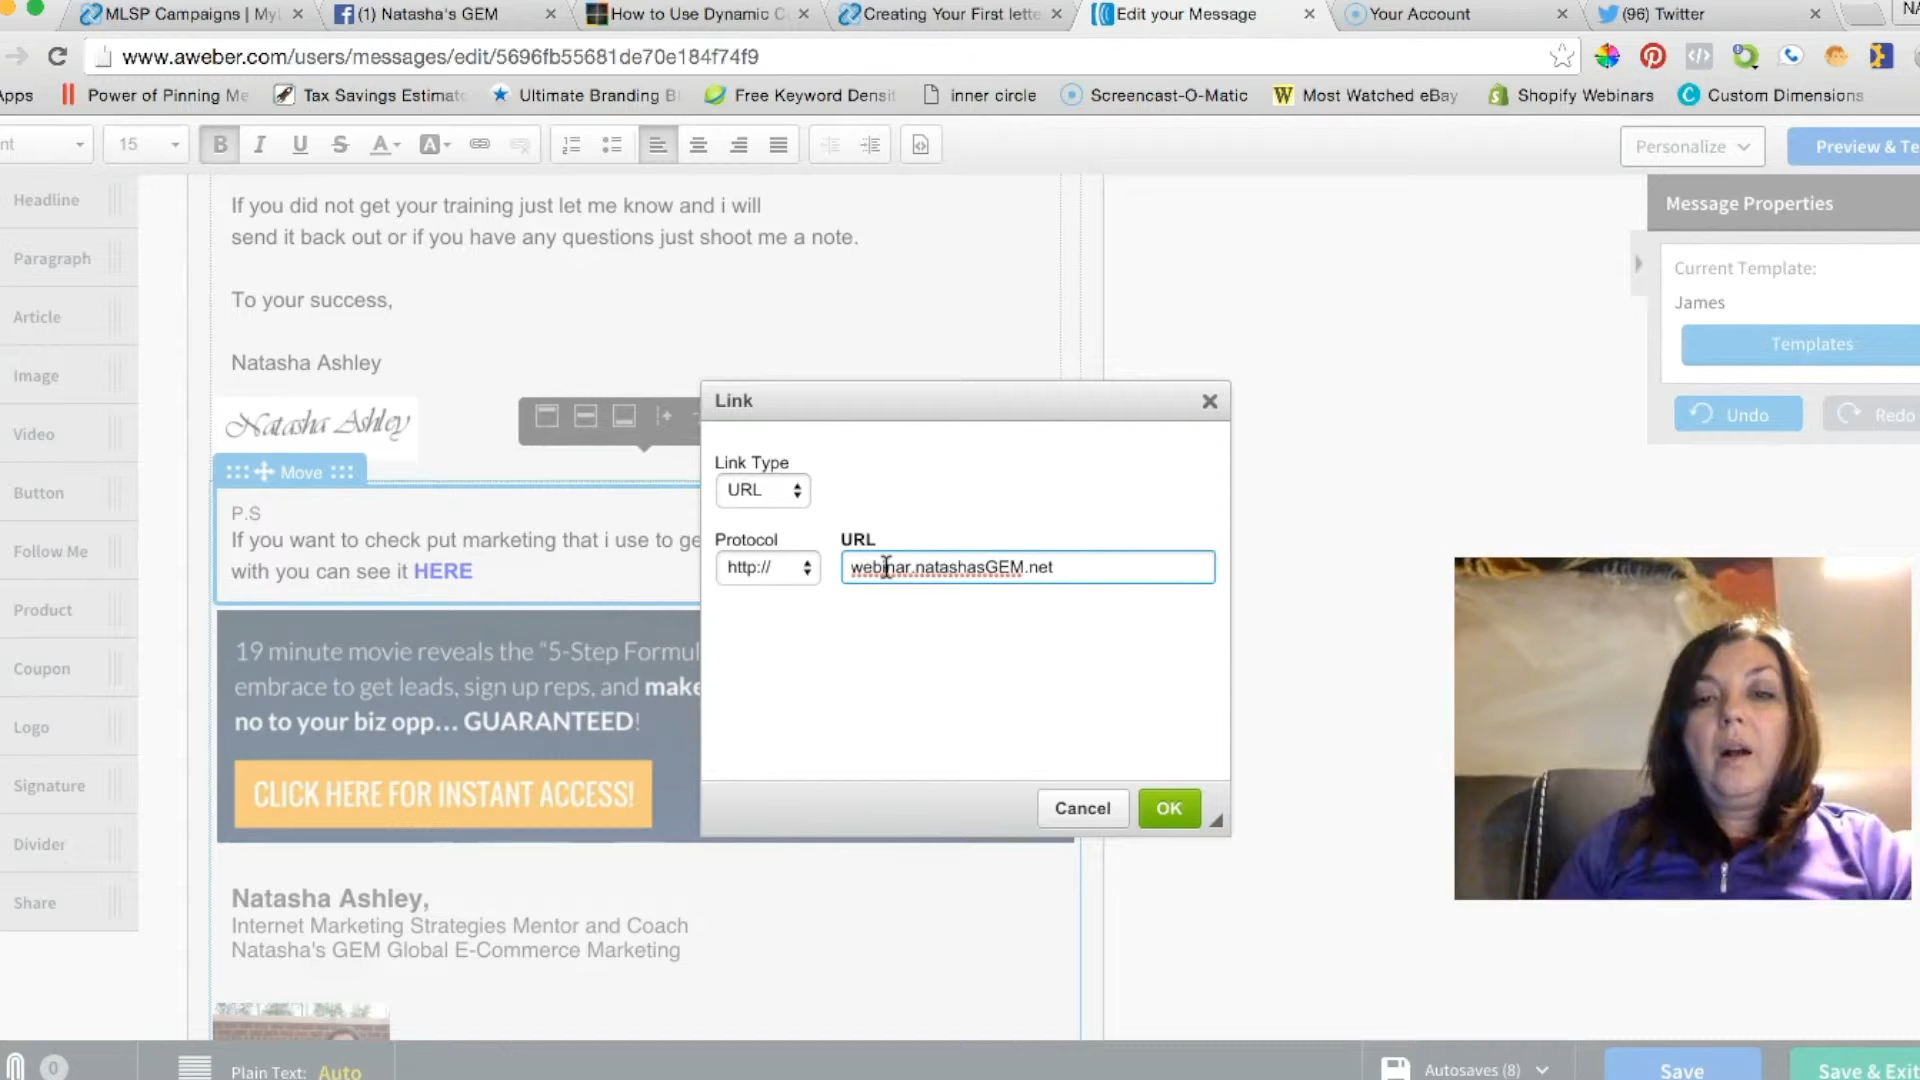 MLSP Campaigns | My
(1) Natasha's GEM
How to Use Dynamic C
Creating Your First lette
Edit your Message
Your Account
(96) Twitter
NA
www.aweber.com/users/messages/edit/5696fb55681de70e184f74f9
Apps
Power of Pinning Me
Tax Savings Estimato
Ultimate Branding Bl
Free Keyword Densit
inner circle
Screencast-O-Matic
W Most Watched eBay
Shopify Webinars
Custom Dimensions
nt
15
B I U S A A
Personalize
Preview & Te
Headline
Paragraph
Article
Image
Video
Button
Follow Me
Product
Coupon
Logo
Signature
Divider
Share
If you did not get your training just let me know and i will
send it back out or if you have any questions just shoot me a note.
To your success,
Natasha Ashley
Natasha Ashley
Move
P.S
If you want to check put marketing that i use to ge
with you can see it HERE
19 minute movie reveals the “5-Step Formul
embrace to get leads, sign up reps, and make
no to your biz opp... GUARANTEED!
CLICK HERE FOR INSTANT ACCESS!
Natasha Ashley,
Internet Marketing Strategies Mentor and Coach
Natasha's GEM Global E-Commerce Marketing
Link
Link Type
URL
Protocol
URL
http://
webinar.natashasGEM.net
Cancel
OK
Message Properties
Current Template:
James
Templates
Undo
Redo
0
Plain Text: Auto
Autosaves (8)
Save
Save & Exit